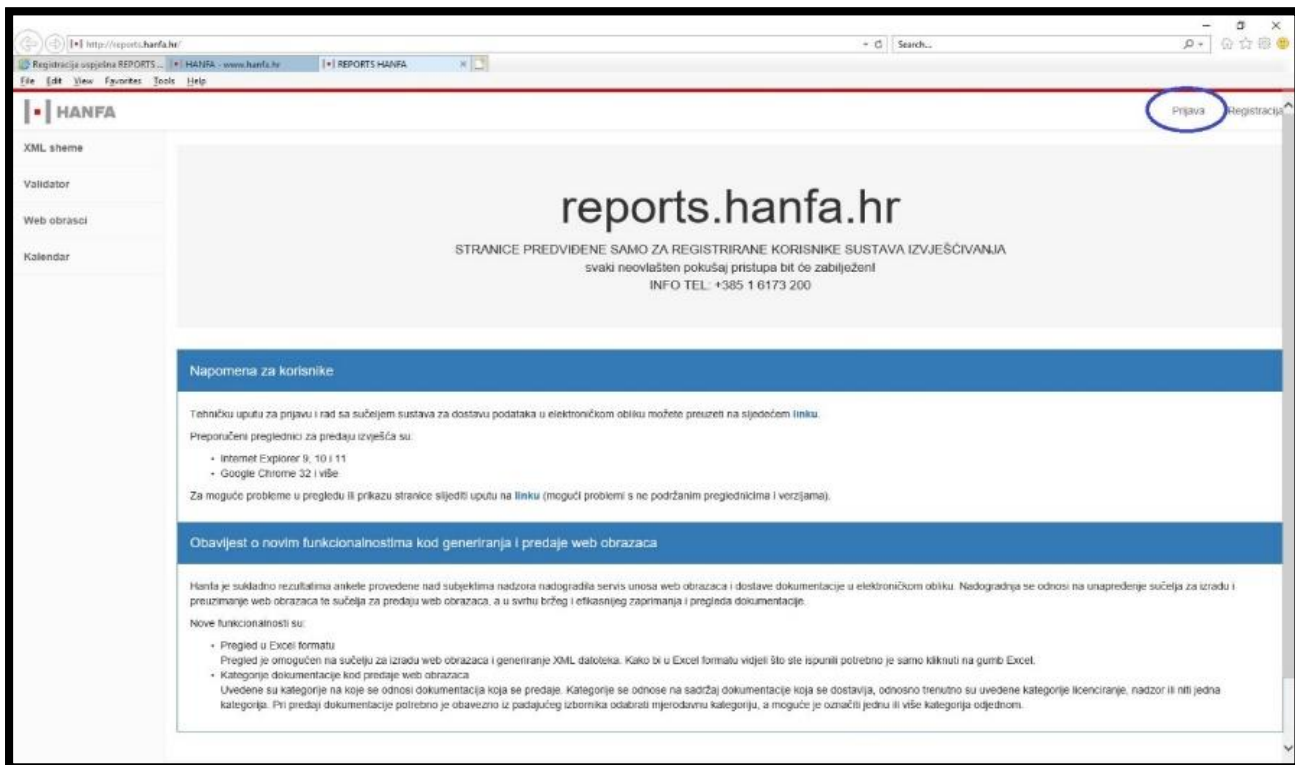 http://reports.hanfa.hr/
Search...
Registracija uspješna REPORTS ...
HANFA - www.hanfa.hr
REPORTS HANFA
File Edit View Favorites Tools Help
HANFA
Prijava
Registracija
XML sheme
Validator
Web obrasci
Kalendar
reports.hanfa.hr
STRANICE PREDVIĐENE SAMO ZA REGISTRIRANE KORISNIKE SUSTAVA IZVJEŠĆIVANJA
svaki neovlašten pokušaj pristupa bit će zabilježen!
INFO TEL: +385 1 6173 200
Napomena za korisnike
Tehničku uputu za prijavu i rad sa sučeljem sustava za dostavu podataka u elektroničkom obliku možete preuzeti na sljedećem linku.
Preporučeni preglednici za predaju izvješća su:
• Internet Explorer 9, 10 i 11
• Google Chrome 32 i više
Za moguće probleme u pregledu ili prikazu stranice slijediti uputu na linku (mogući problemi s ne podržanim preglednicima i verzijama).
Obavijest o novim funkcionalnostima kod generiranja i predaje web obrazaca
Hanfa je sukladno rezultatima ankete provedene nad subjektima nadzora nadogradila servis unosa web obrazaca i dostave dokumentacije u elektroničkom obliku. Nadogradnja se odnosi na unapređenje sučelja za izradu i
preuzimanje web obrazaca te sučelja za predaju web obrazaca, a u svrhu bržeg i efikasnijeg zaprimanja i pregleda dokumentacije.
Nove funkcionalnosti su:
• Pregled u Excel formatu
Pregled je omogućen na sučelju za izradu web obrazaca i generiranje XML datoteka. Kako bi u Excel formatu vidjeli što ste ispunili potrebno je samo kliknuti na gumb Excel.
• Kategorije dokumentacije kod predaje web obrazaca
Uvedene su kategorije na koje se odnosi dokumentacija koja se predaje. Kategorije se odnose na sadržaj dokumentacije koja se dostavlja, odnosno trenutno su uvedene kategorije licenciranje, nadzor ili niti jedna
kategorija. Pri predaji dokumentacije potrebno je obavezno iz padajućeg izbornika odabrati mjerodavnu kategoriju, a moguće je označiti jednu ili više kategorija odjednom.